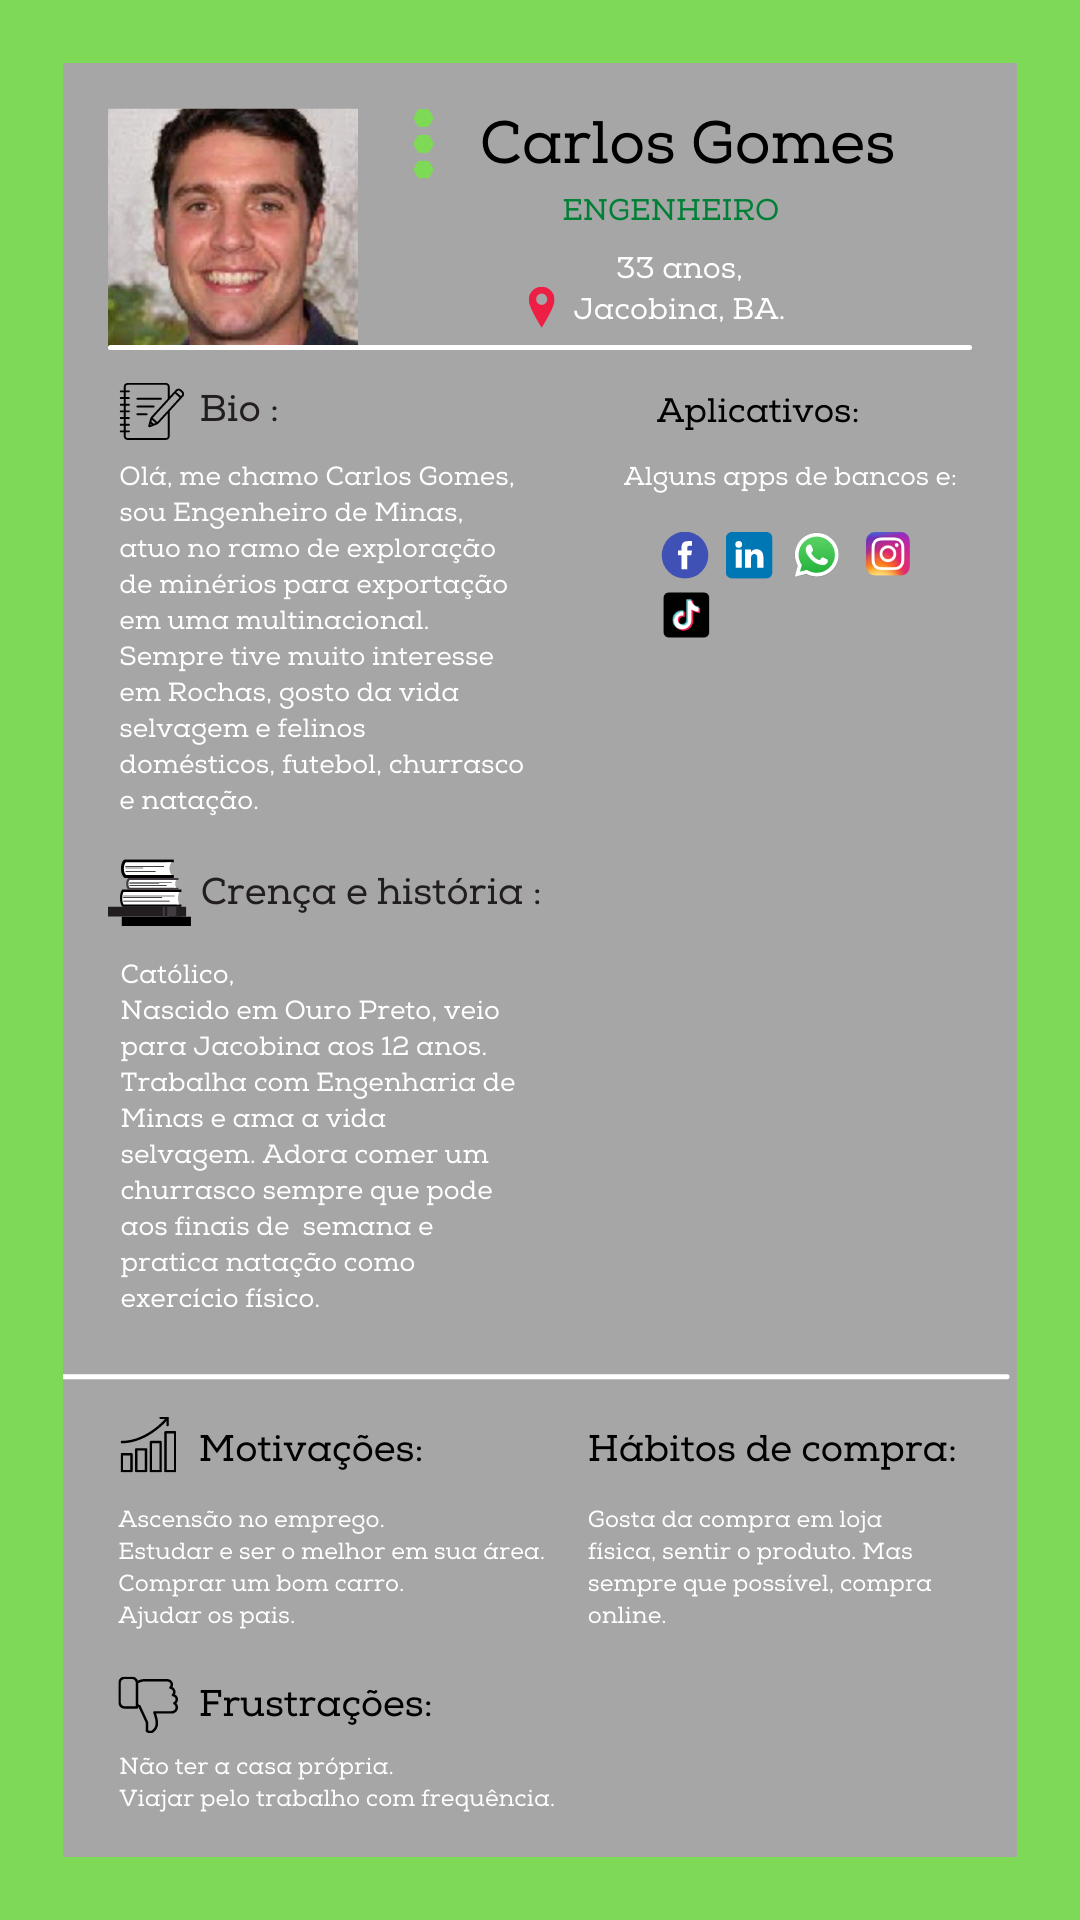 Carlos Gomes
ENGENHEIRO
33 anos,
Jacobina, BA.
Bio :
Olá, me chamo Carlos Gomes,
sou Engenheiro de Minas,
atuo no ramo de exploração
de minérios para exportação
em uma multinacional.
Sempre tive muito interesse
em Rochas, gosto da vida
selvagem e felinos
domésticos, futebol, churrasco
e natação.
Aplicativos:
Alguns apps de bancos e:
f
in
Crença e história :
Católico,
Nascido em Ouro Preto, veio
para Jacobina aos 12 anos.
Trabalha com Engenharia de
Minas e ama a vida
selvagem. Adora comer um
churrasco sempre que pode
aos finais de  semana e
pratica natação como
exercício físico.
Motivações:
Ascensão no emprego.
Estudar e ser o melhor em sua área.
Comprar um bom carro.
Ajudar os pais.
Hábitos de compra:
Gosta da compra em loja
física, sentir o produto. Mas
sempre que possível, compra
online.
Frustrações:
Não ter a casa própria.
Viajar pelo trabalho com frequência.